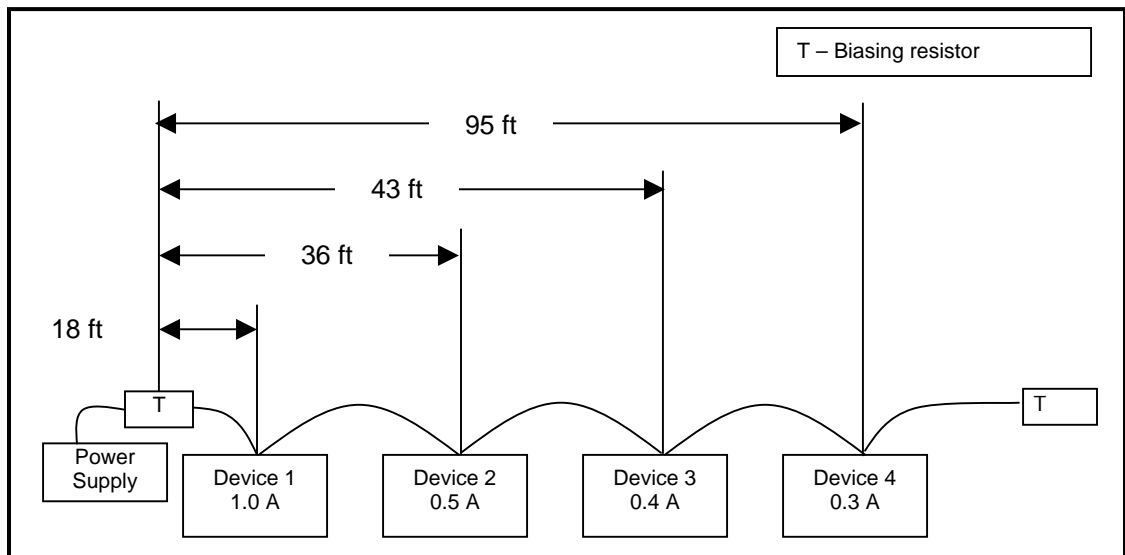 T – Biasing resistor
95 ft
43 ft
36 ft
18 ft
T
T
Power
Supply
Device 1
1.0 A
Device 2
0.5 A
Device 3
0.4 A
Device 4
0.3 A